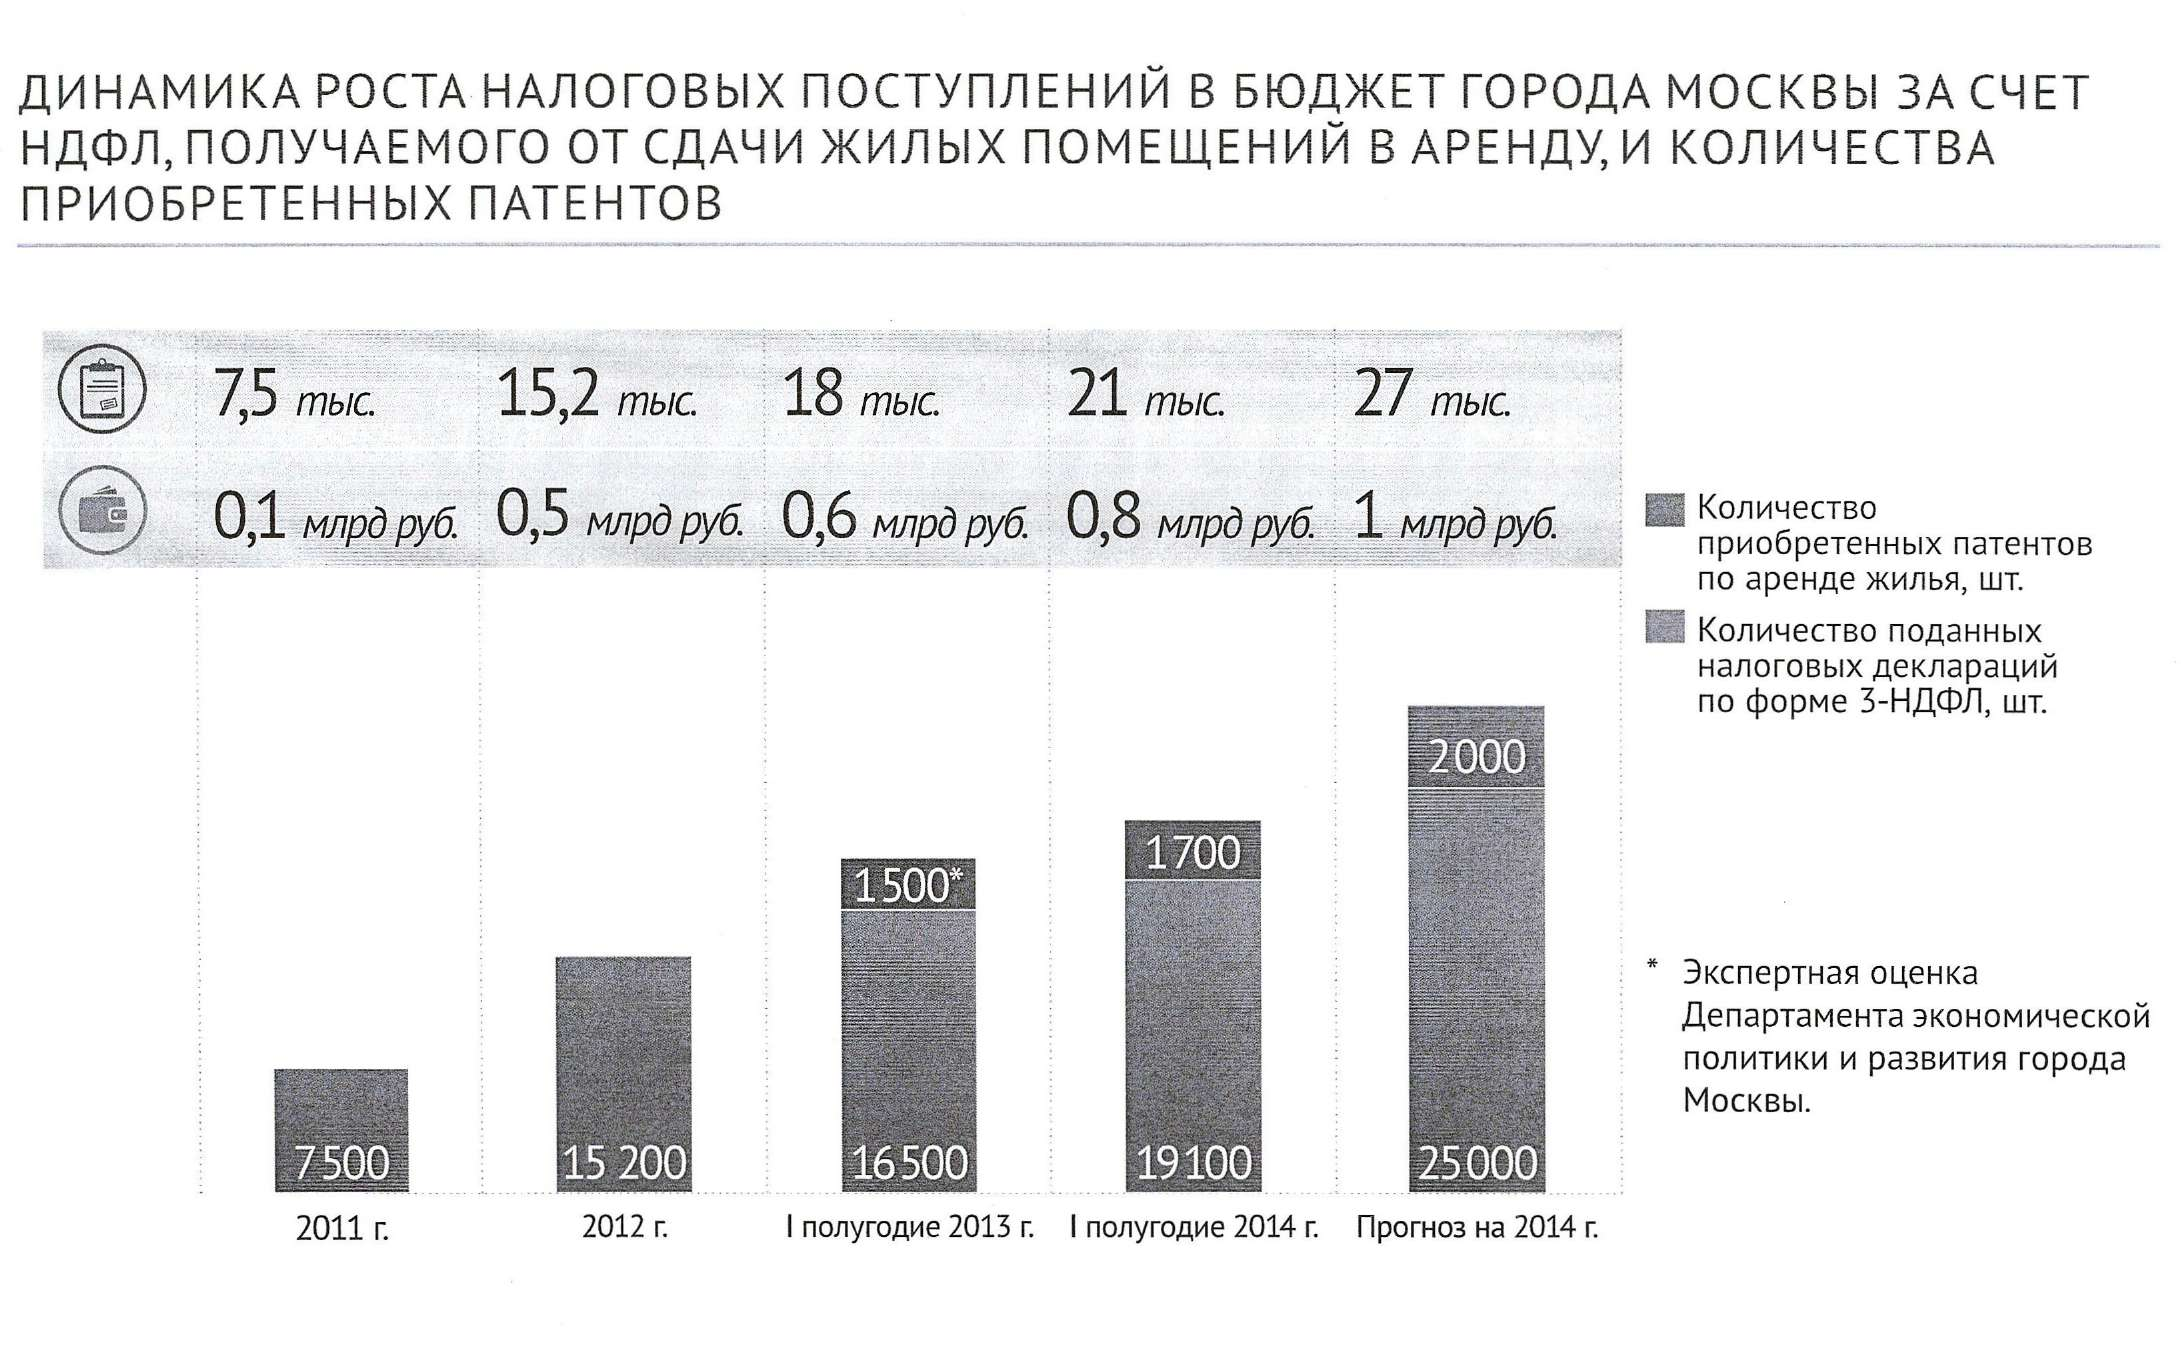 ДИНАМИКА РОСТА НАЛОГОВЫХ ПОСТУПЛЕНИЙ В БЮДЖЕТ ГОРОДА МОСКВЫ ЗА СЧЕТ
НДФЛ, ПОЛУЧАЕМОГО ОТ СДАЧИ ЖИЛЫХ ПОМЕЩЕНИЙ В АРЕНДУ, И КОЛИЧЕСТВА
ПРИОБРЕТЕННЫХ ПАТЕНТОВ
7,5 тыс. 15,2 тыс. 18 тыс. 21 тыс. 27 тыс.
0,1 млрд руб. 0,5 млрд руб. 0,6 млрд руб. 0,8 млрд руб. 1 млрд руб.
Количество
приобретенных патентов
по аренде жилья, шт.
Количество поданных
налоговых деклараций
по форме 3-НДФЛ, шт.
2000
1700
1500*
7500 15 200 16500 19100 25000
2011 г. 2012 г. I полугодие 2013 г. I полугодие 2014 г. Прогноз на 2014 г.
* Экспертная оценка
Департамента экономической
политики и развития города
Москвы.